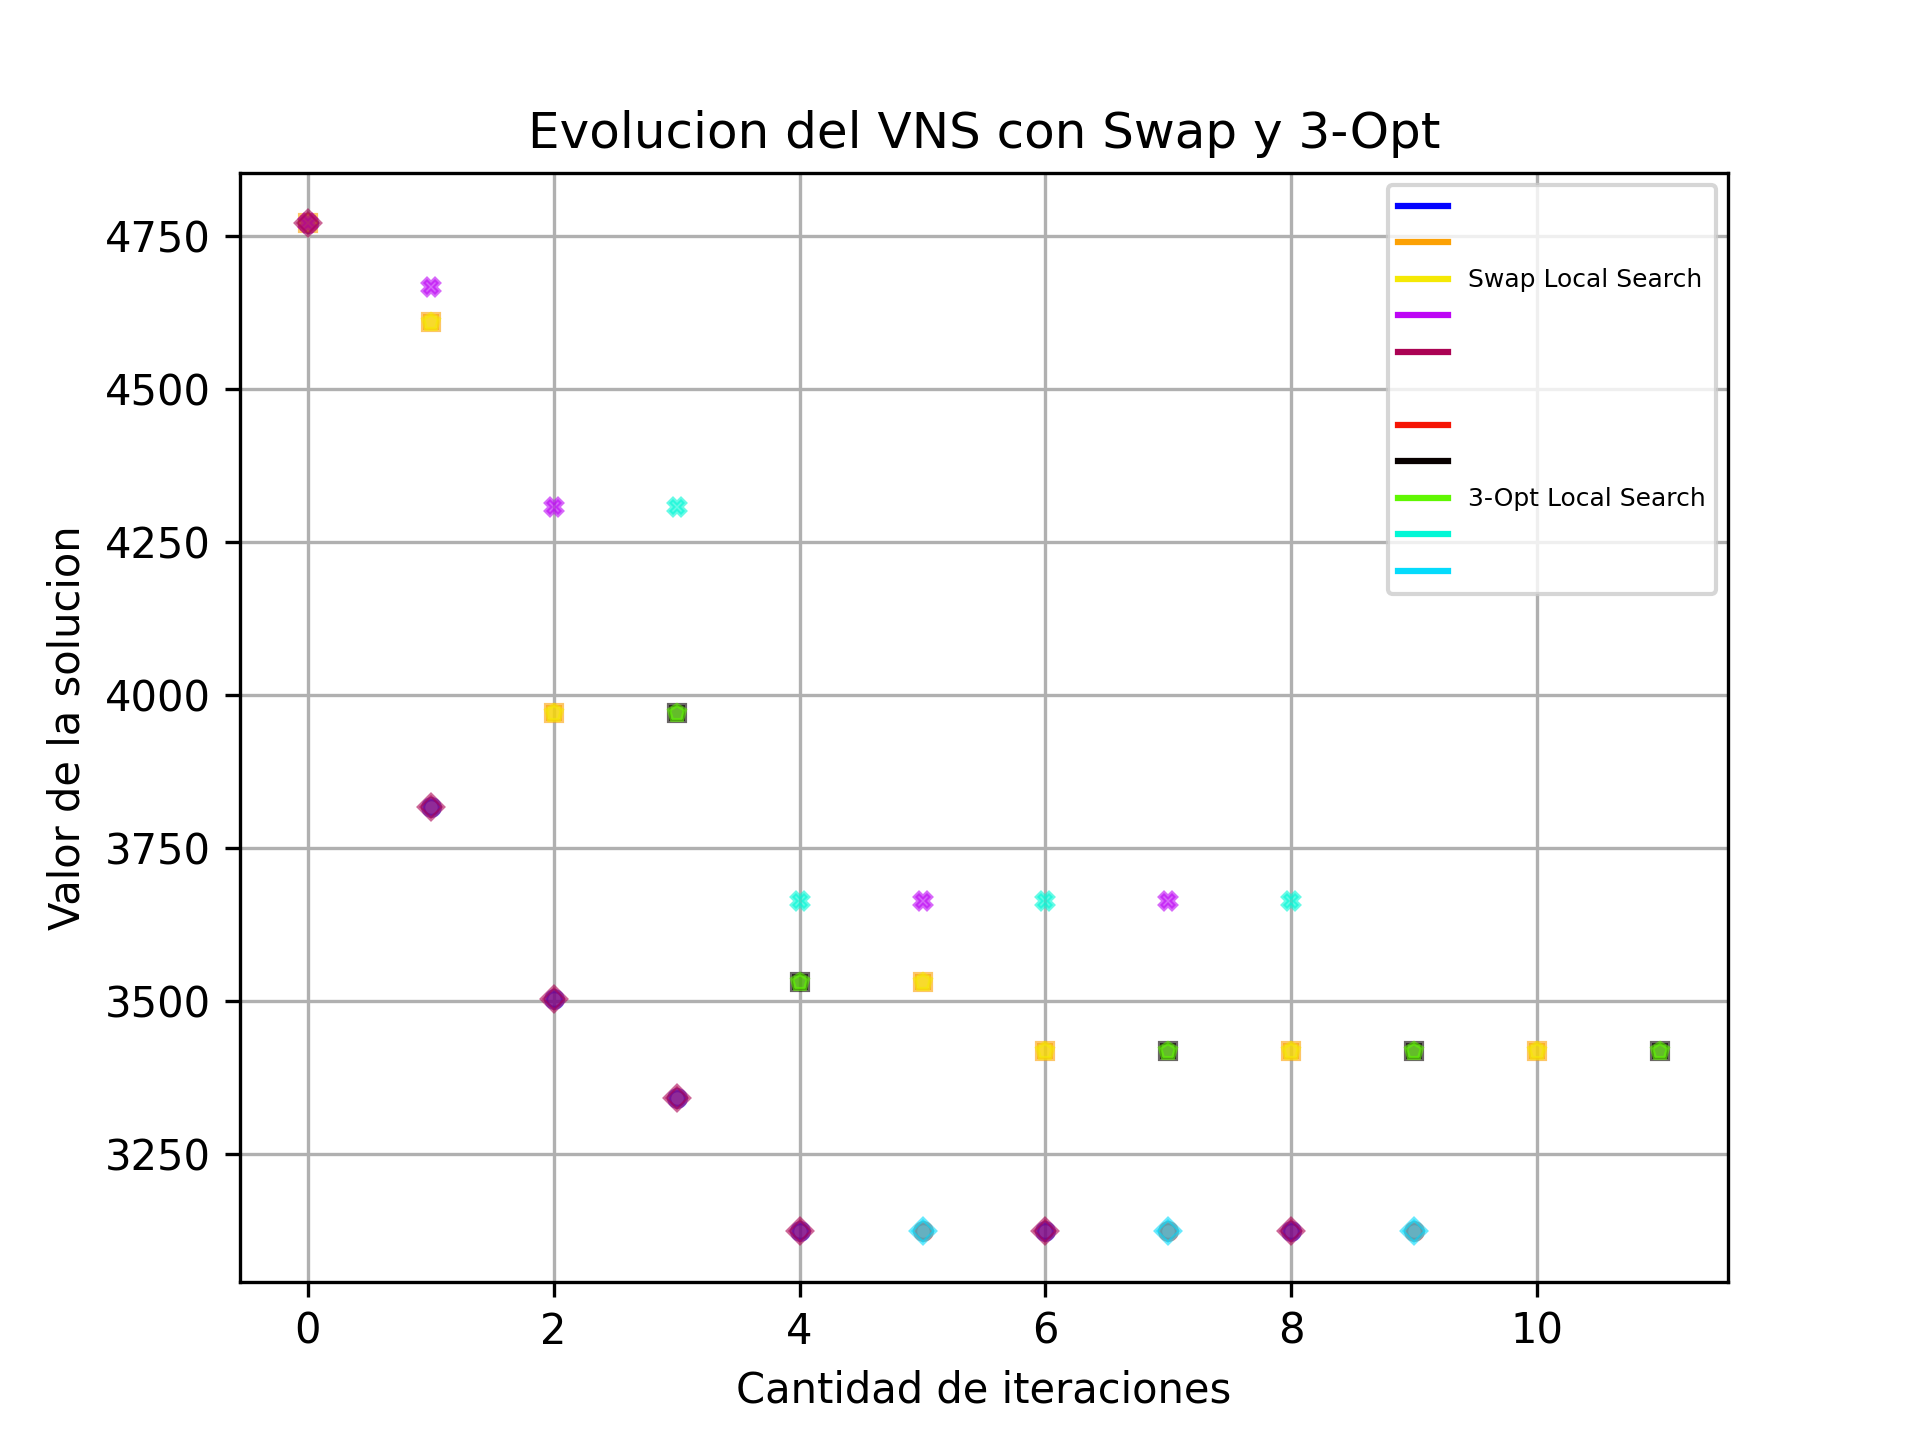 Evolucion del VNS con Swap y 3-Opt
Valor de la solucion
4750
4500
4250
4000
3750
3500
3250
Swap Local Search
3-Opt Local Search
0 2 4 6 8 10
Cantidad de iteraciones